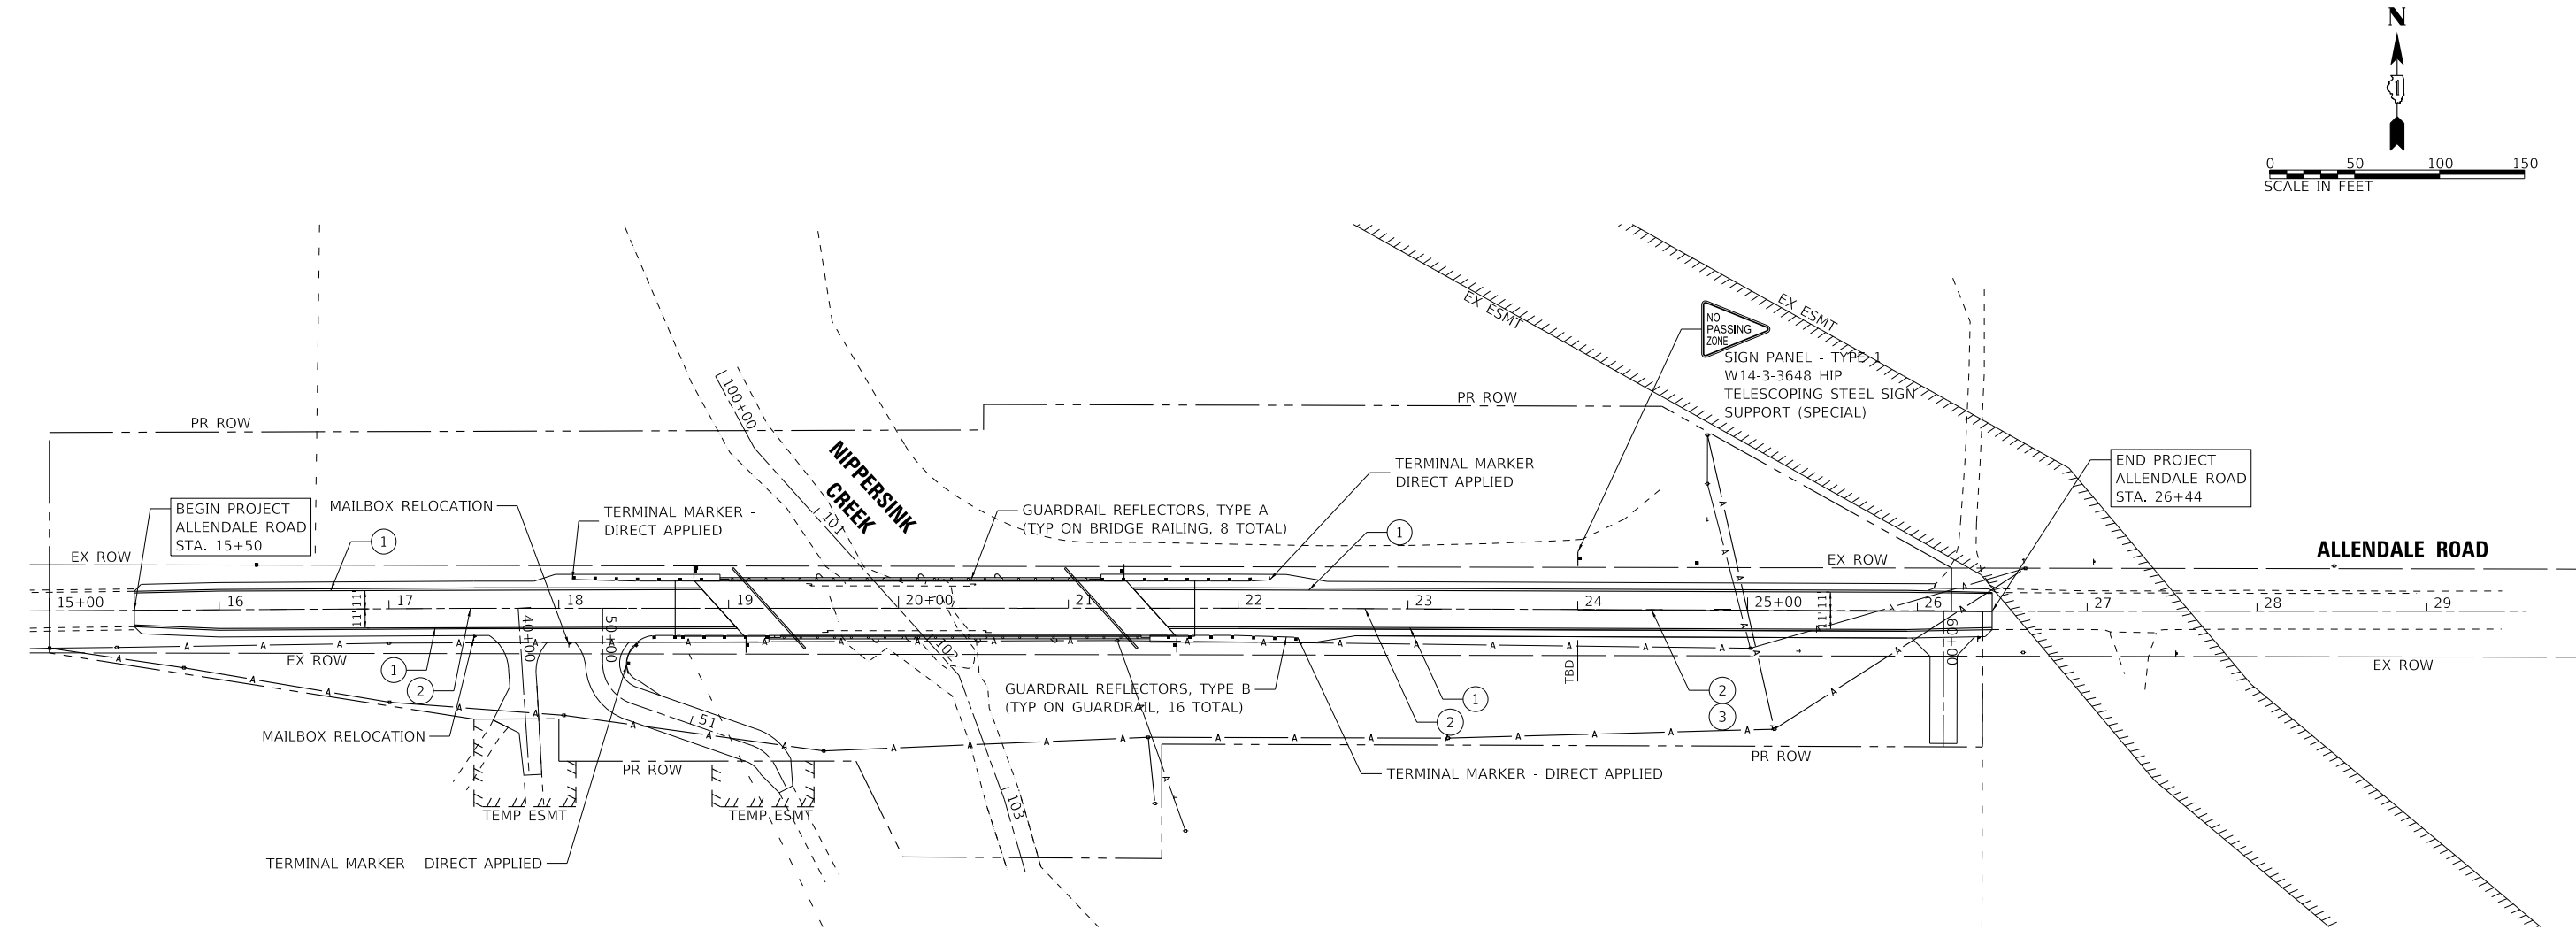 N
1
0 50 100 150
SCALE IN FEET
EX ESMT
EX ESMT
NO
PASSING
ZONE
SIGN PANEL - TYPE 1
W14-3-3648 HIP
TELESCOPING STEEL SIGN
SUPPORT (SPECIAL)
PR ROW
PR ROW
100+00
NIPPERSINK
CREEK
101
TERMINAL MARKER -
DIRECT APPLIED
END PROJECT
ALLENDALE ROAD
STA. 26+44
BEGIN PROJECT
ALLENDALE ROAD
STA. 15+50
MAILBOX RELOCATION
TERMINAL MARKER -
DIRECT APPLIED
GUARDRAIL REFLECTORS, TYPE A
(TYP ON BRIDGE RAILING, 8 TOTAL)
1
1
EX ROW
EX ROW
ALLENDALE ROAD
15+00 16 17 18 19 20+00 21 22 23 24 25+00 26 27 28 29
11' 11'
11' 11'
40+00
50+00
60+00
102
EX ROW
EX ROW
TBD
1
2
GUARDRAIL REFLECTORS, TYPE B
(TYP ON GUARDRAIL, 16 TOTAL)
1
2
2
3
51
MAILBOX RELOCATION
PR ROW
PR ROW
TERMINAL MARKER - DIRECT APPLIED
103
TEMP ESMT
TEMP ESMT
TERMINAL MARKER - DIRECT APPLIED